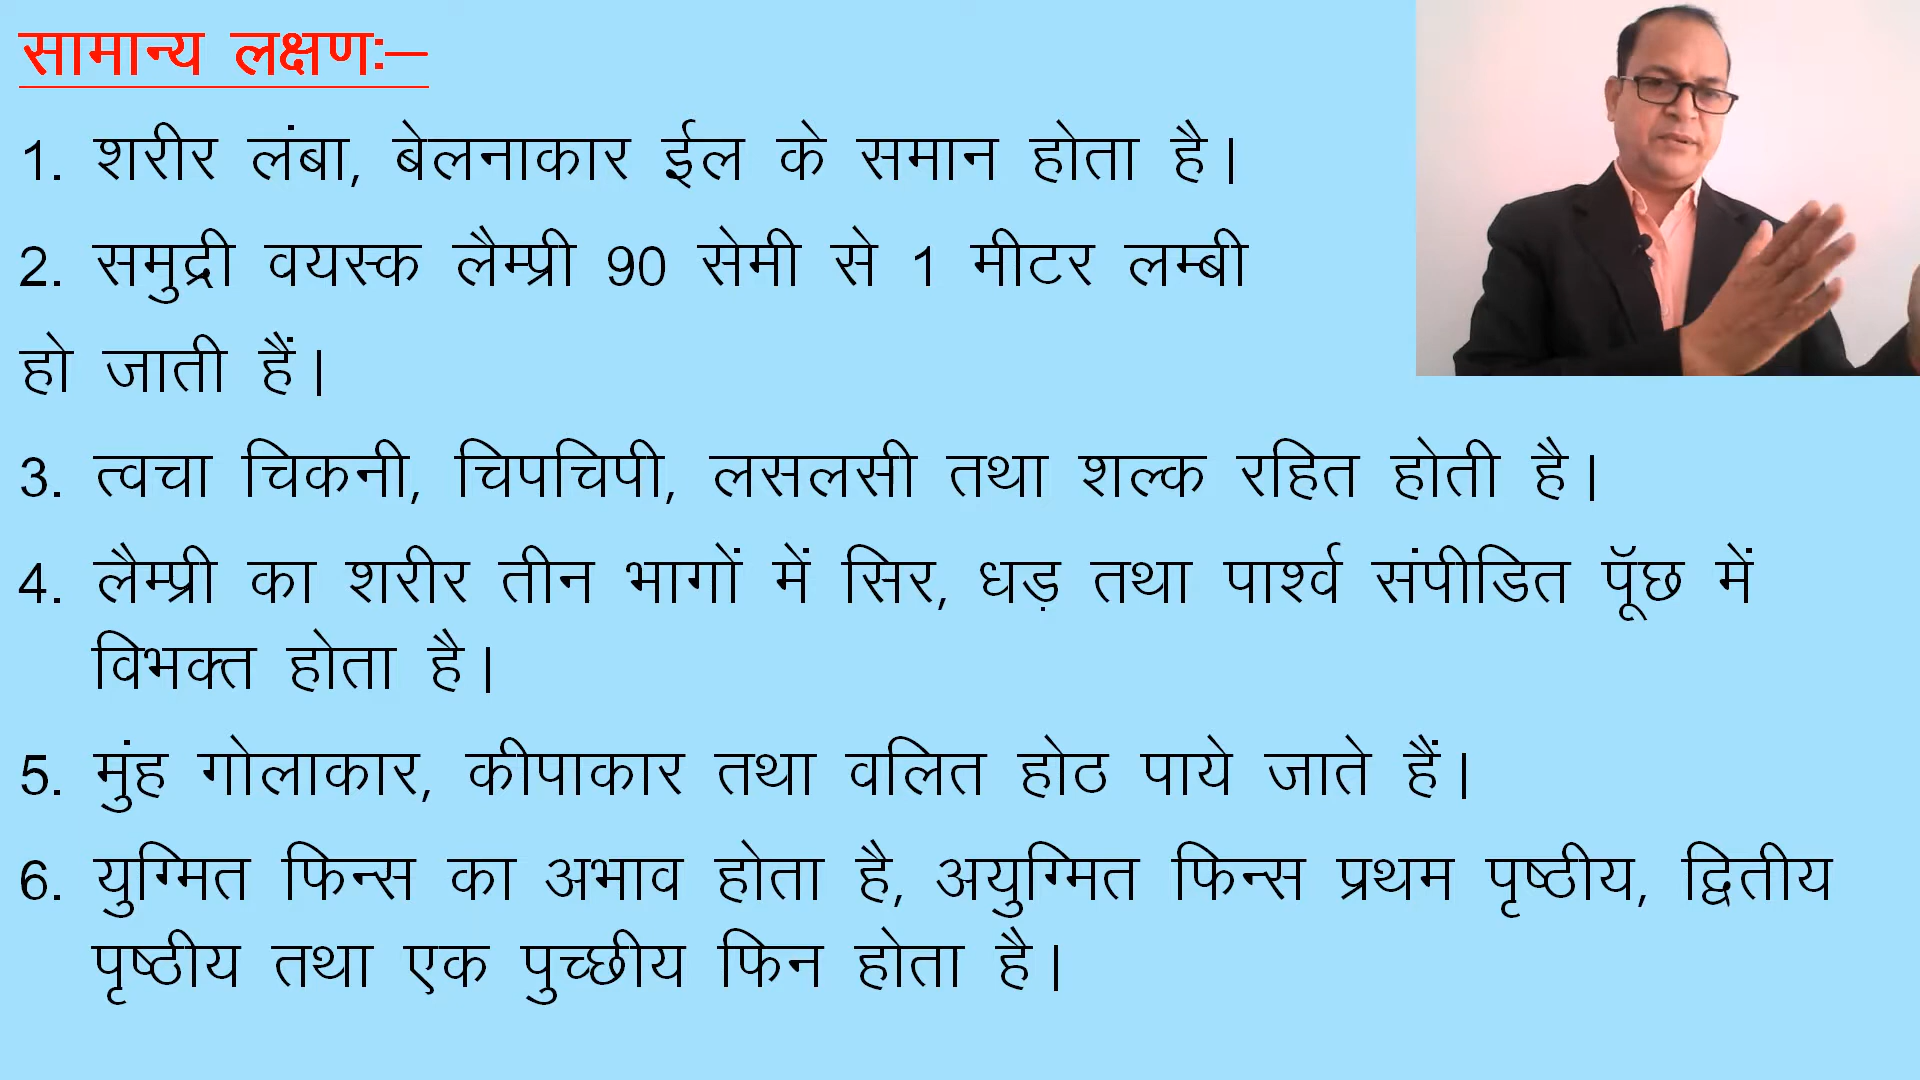 सामान्य लक्षणः—
1. शरीर लंबा, बेलनाकार ईल के समान होता है।
2. समुद्री वयस्क लैम्प्री 90 सेमी से 1 मीटर लम्बी
हो जाती हैं।
3. त्वचा चिकनी, चिपचिपी, लसलसी तथा शल्क रहित होती है।
4. लैम्प्री का शरीर तीन भागों में सिर, धड़ तथा पार्श्व संपीडित पूॅछ में
विभक्त होता है।
5. मुंह गोलाकार, कीपाकार तथा वलित होठ पाये जाते हैं।
6. युग्मित फिन्स का अभाव होता है, अयुग्मित फिन्स प्रथम पृष्ठीय, द्वितीय
पृष्ठीय तथा एक पुच्छीय फिन होता है।